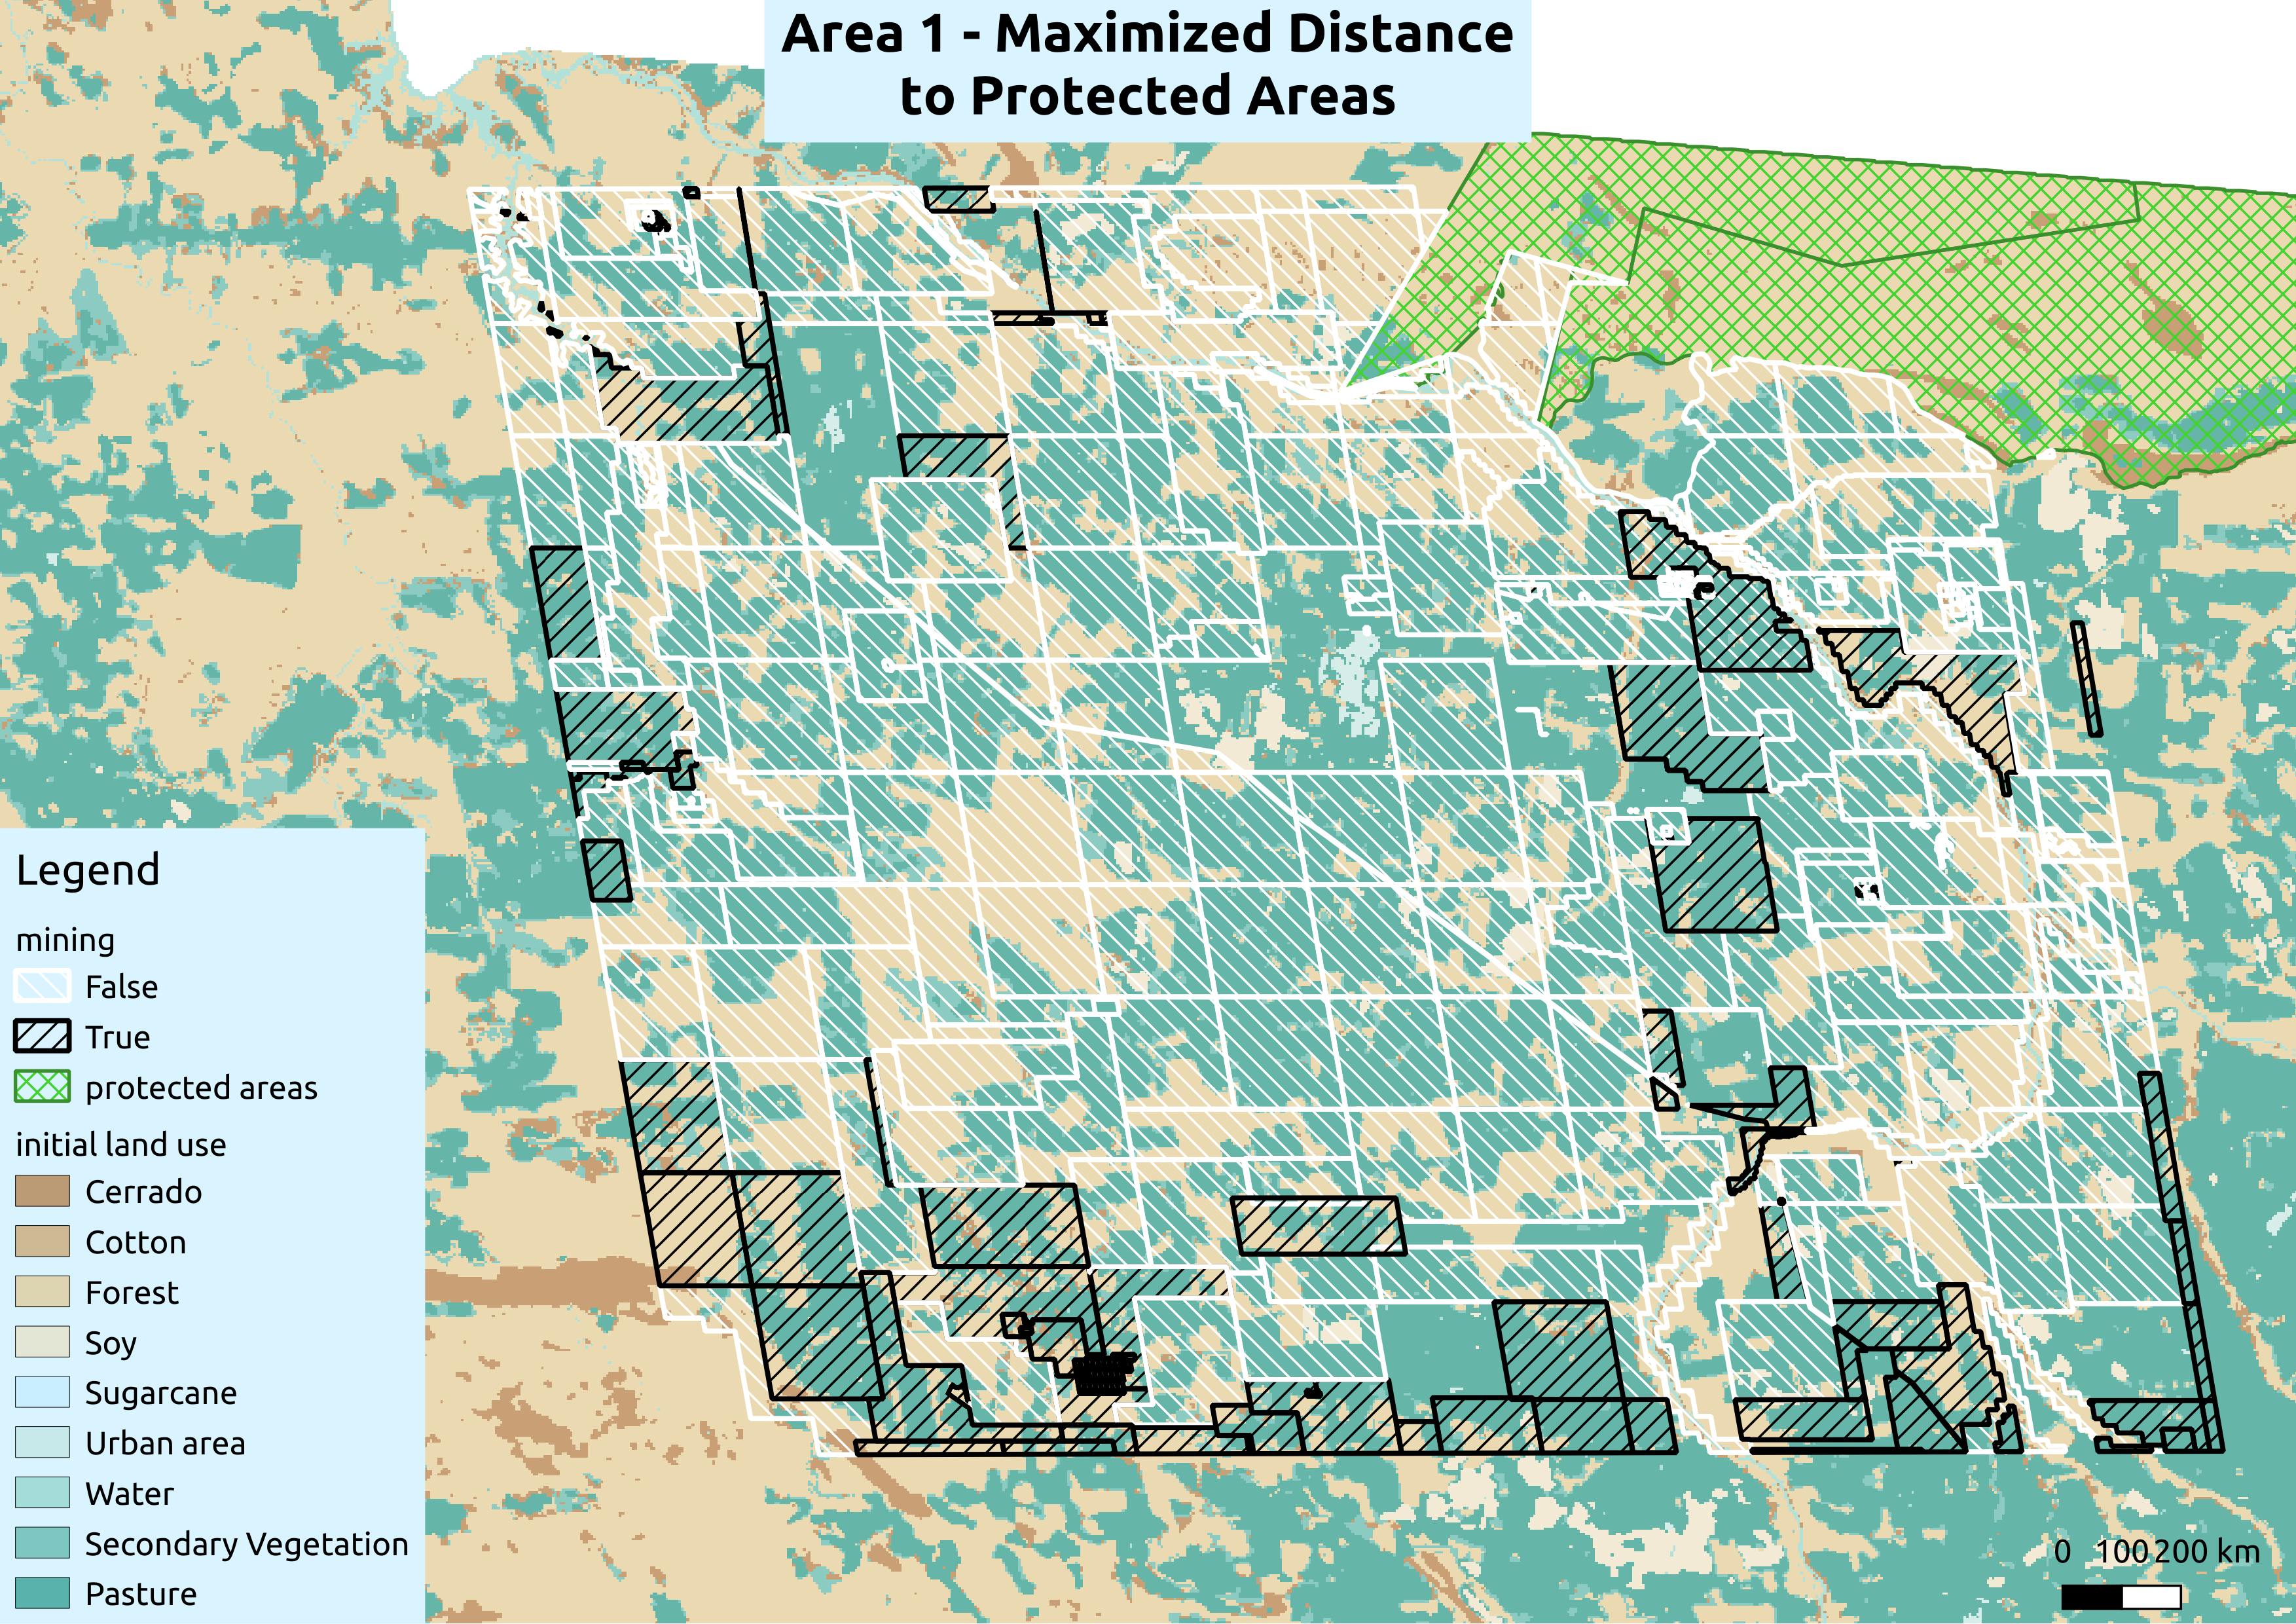 Area 1 - Maximized Distance
to Protected Areas
Legend
mining
False
True
protected areas
initial land use
Cerrado
Cotton
Forest
Soy
Sugarcane
Urban area
Water
Secondary Vegetation
Pasture
0 100 200 km